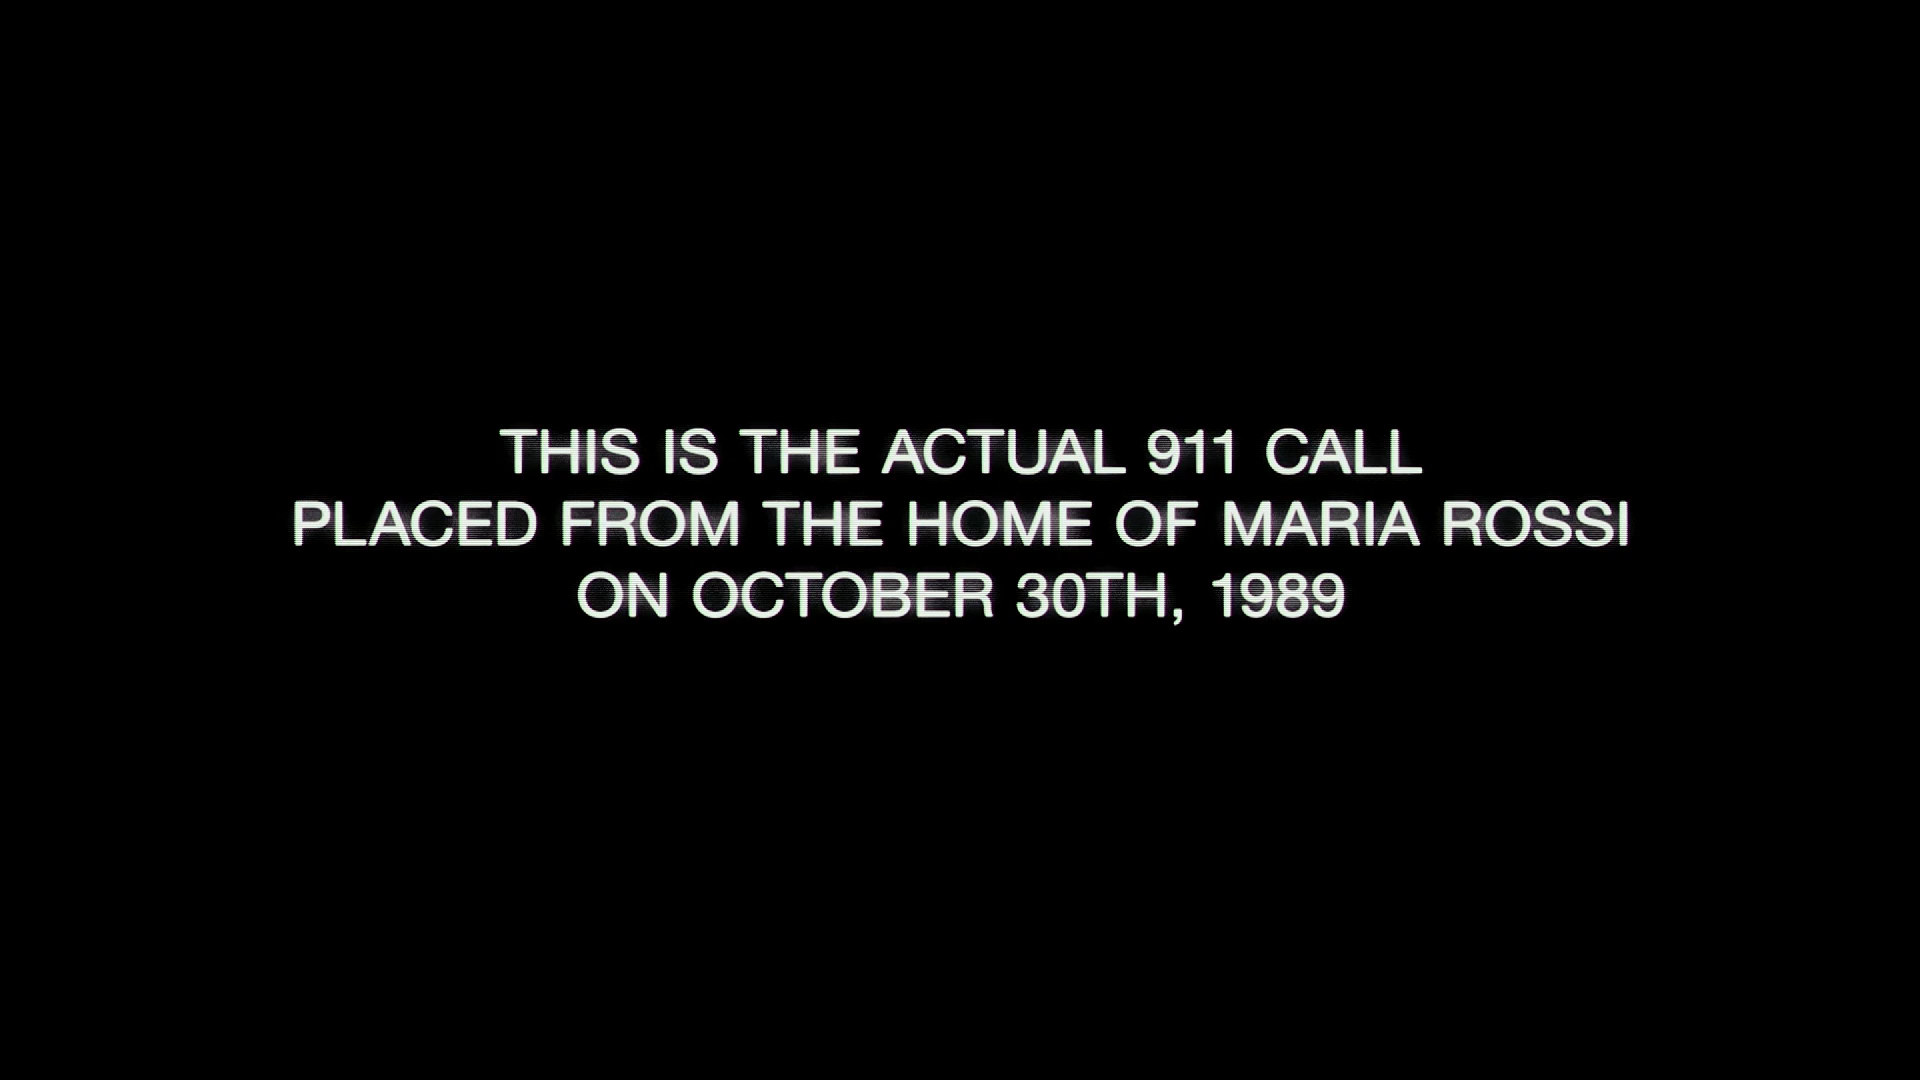 THIS IS THE ACTUAL 911 CALL
PLACED FROM THE HOME OF MARIA ROSSI
ON OCTOBER 30TH, 1989